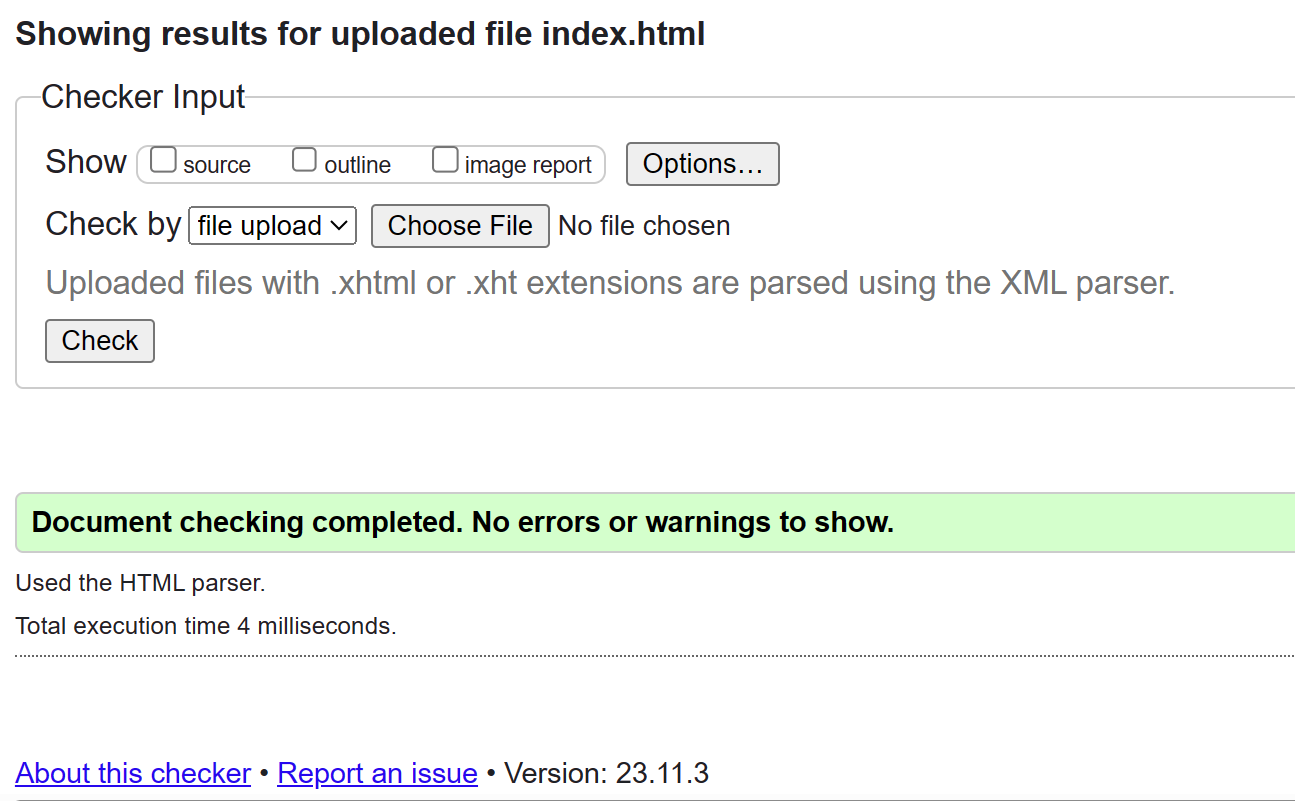 Showing results for uploaded file index.html
Checker Input
Show source outline image report Options…
Check by file upload Choose File No file chosen
Uploaded files with .xhtml or .xht extensions are parsed using the XML parser.
Check
Document checking completed. No errors or warnings to show.
Used the HTML parser.
Total execution time 4 milliseconds.
About this checker • Report an issue • Version: 23.11.3